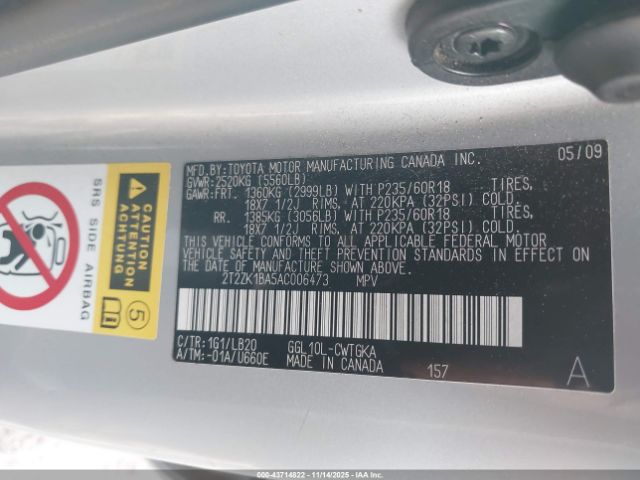 MFD.BY:TOYOTA MOTOR MANUFACTURING CANADA INC. 05/09
GVWR:2520KG (5560LB)
GAWR:FRT. 1360KG (2999LB) WITH P235/60R18 TIRES,
18X7 1/2J RIMS, AT 220KPA (32PSI) COLD.
RR. 1385KG (3056LB) WITH P235/60R18 TIRES,
18X7 1/2J RIMS, AT 220KPA (32PSI) COLD.
THIS VEHICLE CONFORMS TO ALL APPLICABLE FEDERAL MOTOR
VEHICLE SAFETY AND THEFT PREVENTION STANDARDS IN EFFECT ON
THE DATE OF MANUFACTURE SHOWN ABOVE.
2T2ZK1BA5AC006473 MPV
C/TR:1G1/LB20 GGL10L-CWTGKA
A/TM:-01A/U660E MADE IN CANADA 157 A
CAUTION
ATTENTION
ACHTUNG
SRS SIDE AIRBAG
5
000-43714822 — 11/14/2025 — IAAI.COM